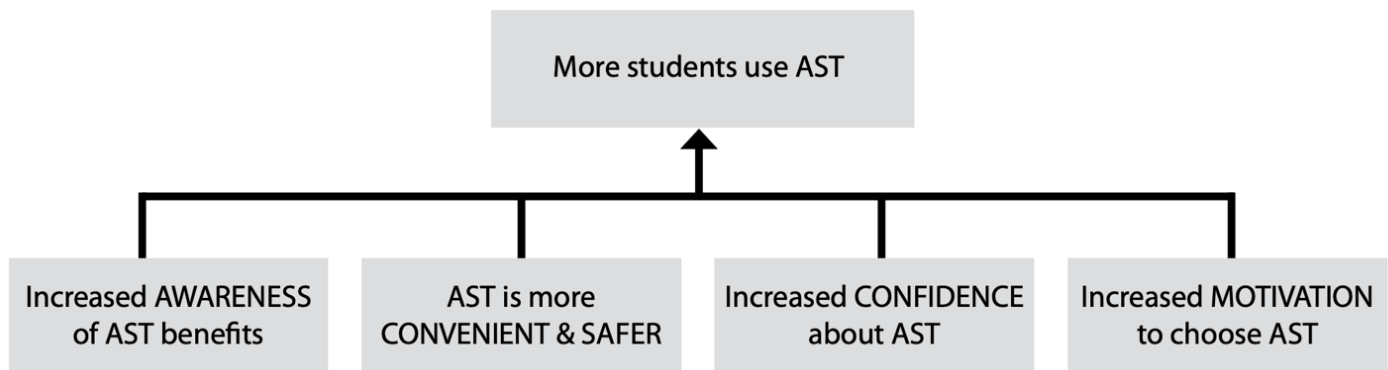 More students use AST
Increased AWARENESS
of AST benefits
AST is more
CONVENIENT & SAFER
Increased CONFIDENCE
about AST
Increased MOTIVATION
to choose AST